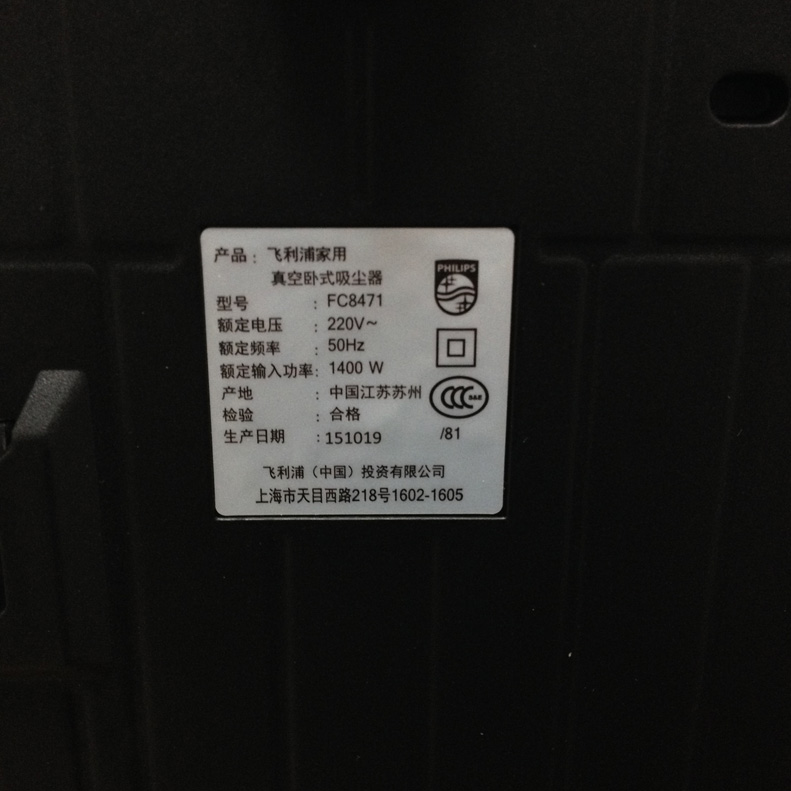 产品：飞利浦家用
真空卧式吸尘器
PHILIPS
型号：FC8471
额定电压：220V~
额定频率：50Hz
额定输入功率：1400 W
产地：中国江苏苏州
CCC S&E
检验：合格
生产日期：151019
/81
飞利浦（中国）投资有限公司
上海市天目西路218号1602-1605